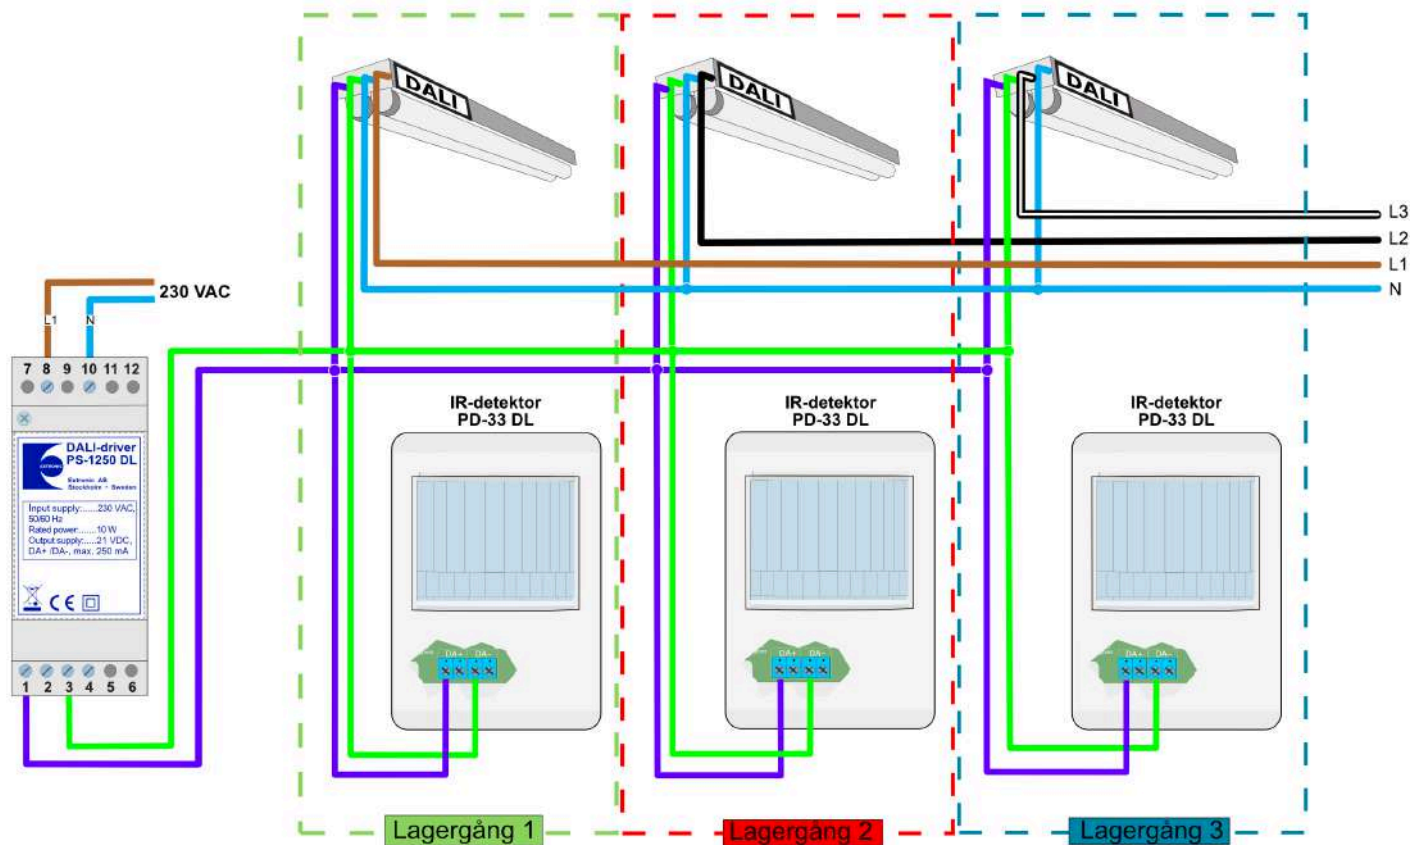 DALI
DALI
DALI
L3
L2
L1
N
230 VAC
L1
N
7 8 9 10 11 12
DALI-driver
PS-1250 DL
Extronic AB
Stockholm - Sweden
Input supply:......230 VAC,
50/60 Hz
Rated power:.......10 W
Output supply:.....21 VDC,
DA+ /DA-, max. 250 mA
CE
1 2 3 4 5 6
IR-detektor
PD-33 DL
DA+ DA-
IR-detektor
PD-33 DL
DA+ DA-
IR-detektor
PD-33 DL
DA+ DA-
Lagergång 1
Lagergång 2
Lagergång 3